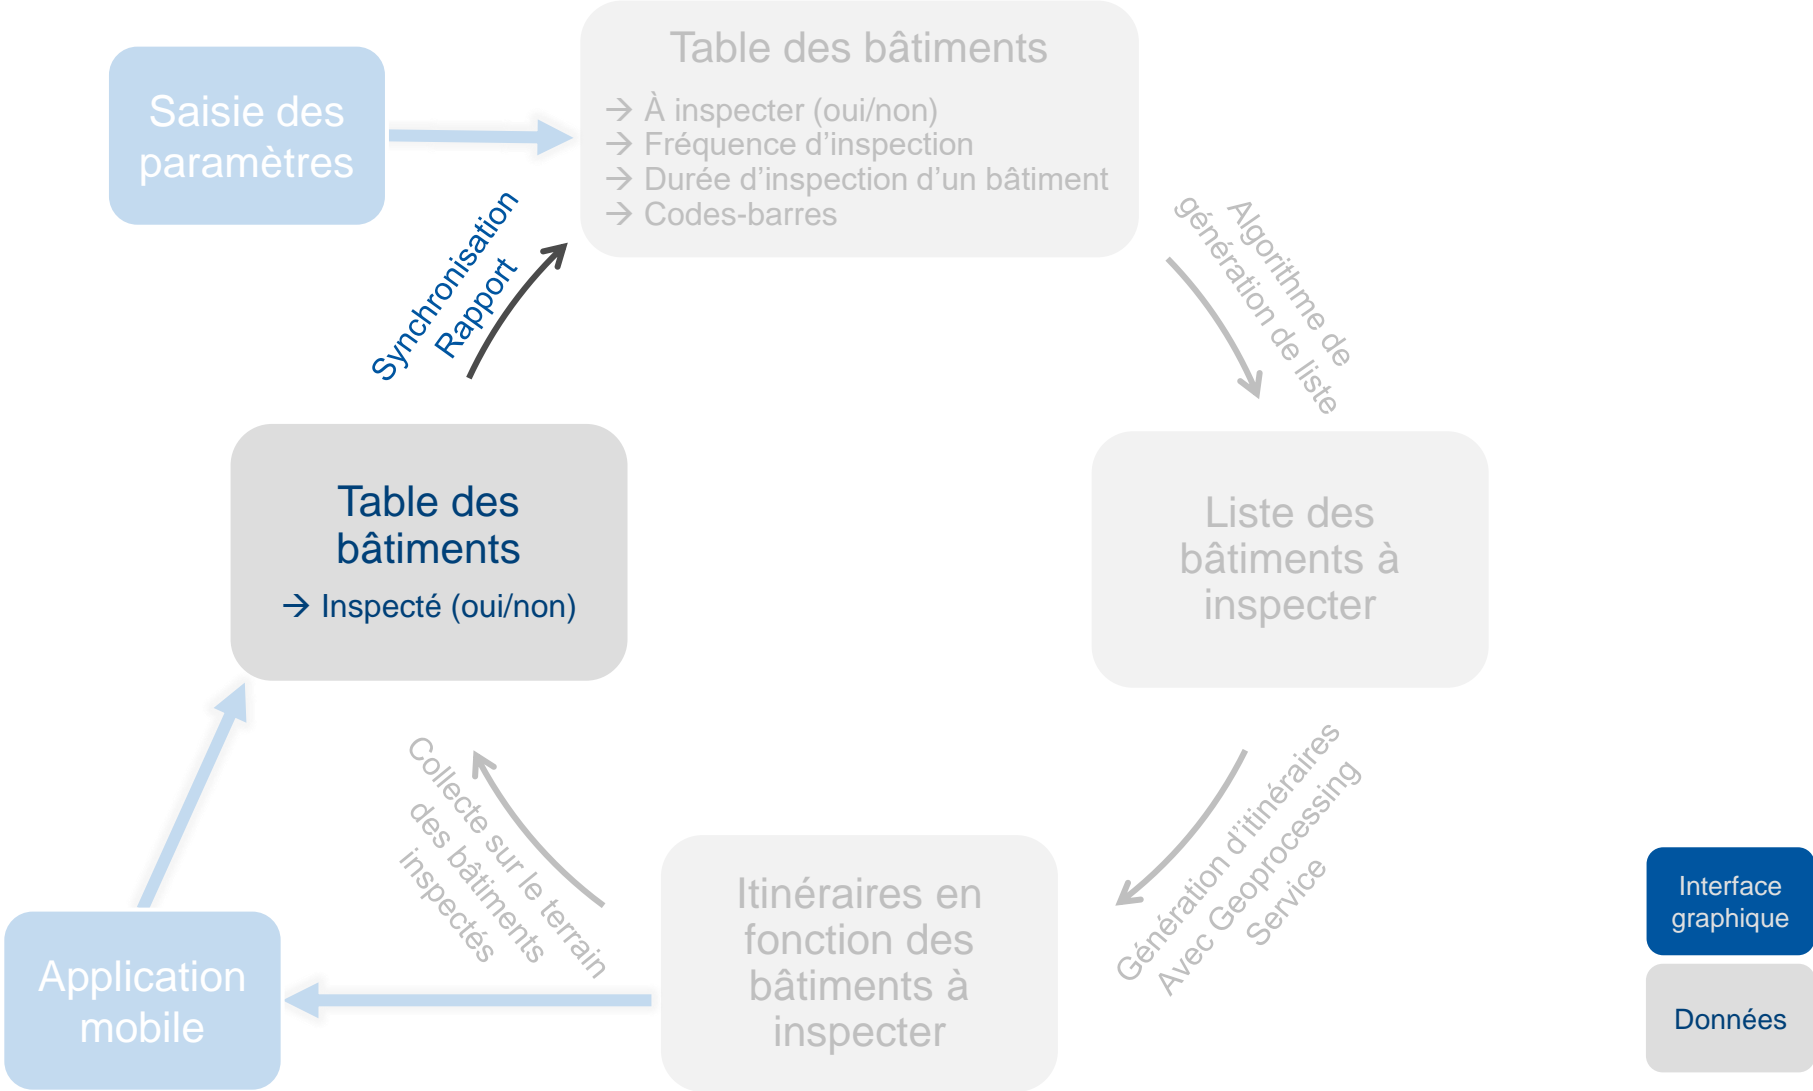 Table des bâtiments
→ À inspecter (oui/non)
→ Fréquence d'inspection
→ Durée d'inspection d'un bâtiment
→ Codes-barres
Saisie des
paramètres
Synchronisation
Rapport
Algorithme de
génération de liste
Table des
bâtiments
→ Inspecté (oui/non)
Liste des
bâtiments à
inspecter
Collecte sur le terrain
des bâtiments
inspectés
Génération d'itinéraires
Avec Geoprocessing
Service
Itinéraires en
fonction des
bâtiments à
inspecter
Application
mobile
Interface
graphique
Données